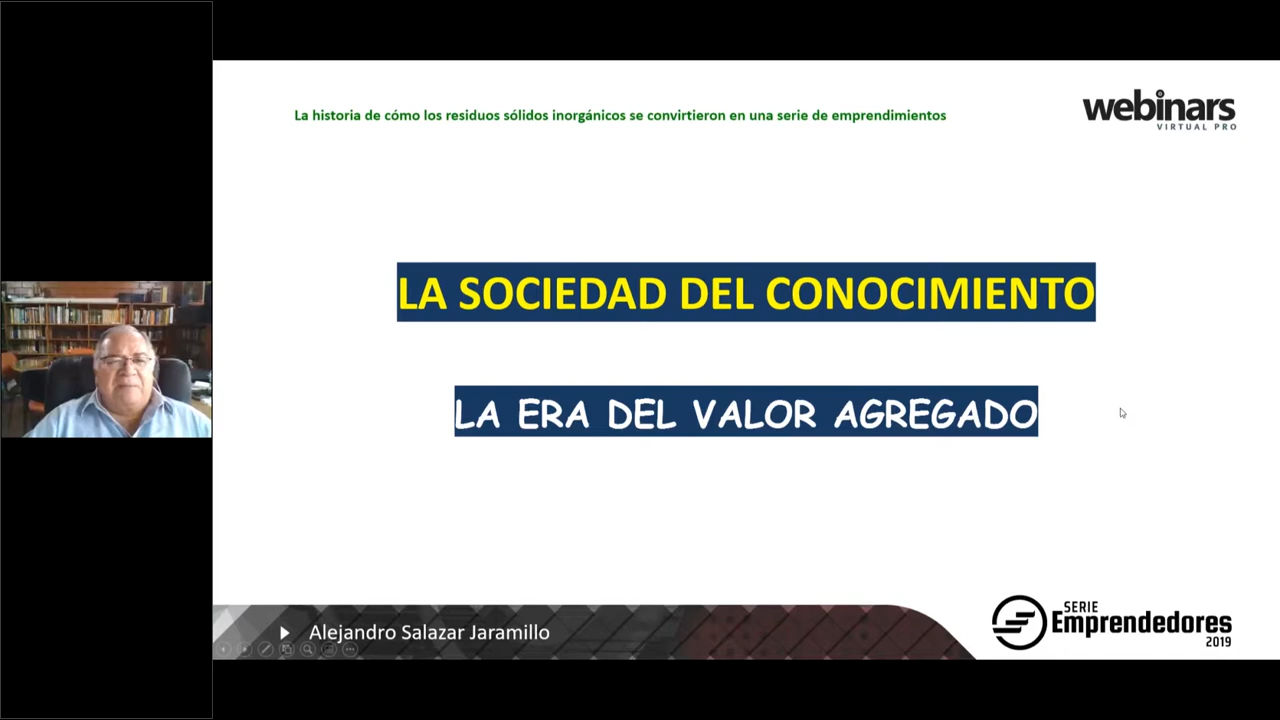 La historia de cómo los residuos sólidos inorgánicos se convirtieron en una serie de emprendimientos
webinars
VIRTUAL PRO
LA SOCIEDAD DEL CONOCIMIENTO
LA ERA DEL VALOR AGREGADO
Alejandro Salazar Jaramillo
SERIE
Emprendedores
2019